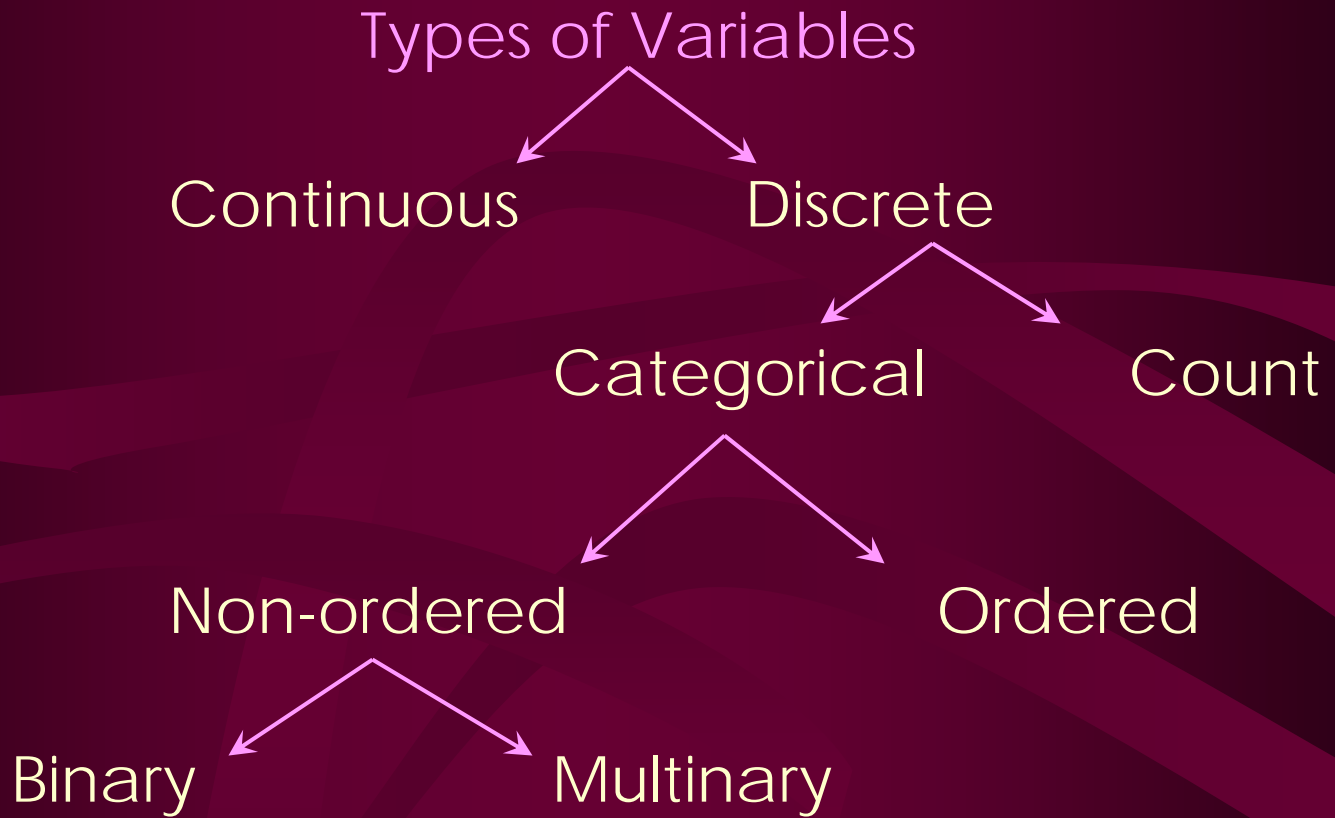 Types of Variables
Continuous
Discrete
Categorical
Count
Non-ordered
Ordered
Binary
Multinary